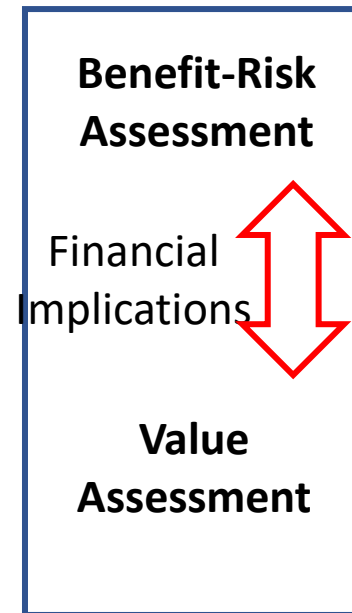 Benefit-Risk
Assessment
Financial
Implications
Value
Assessment